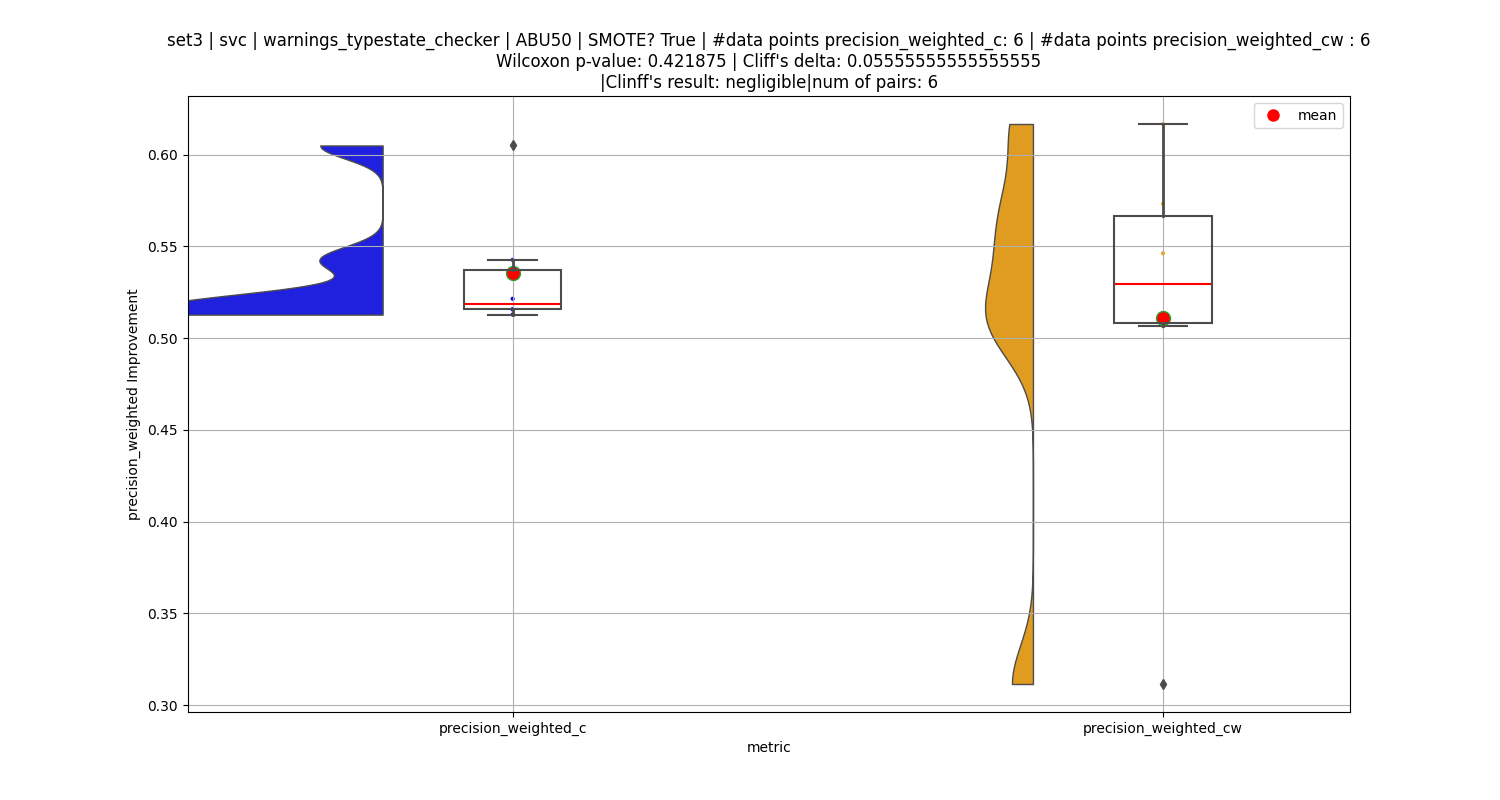 set3 | svc | warnings_typestate_checker | ABU50 | SMOTE? True | #data points precision_weighted_c: 6 | #data points precision_weighted_cw : 6
Wilcoxon p-value: 0.421875 | Cliff's delta: 0.05555555555555555
|Clinff's result: negligible|num of pairs: 6
mean
0.60
0.55
0.50
0.45
0.40
0.35
0.30
precision_weighted Improvement
precision_weighted_c
precision_weighted_cw
metric